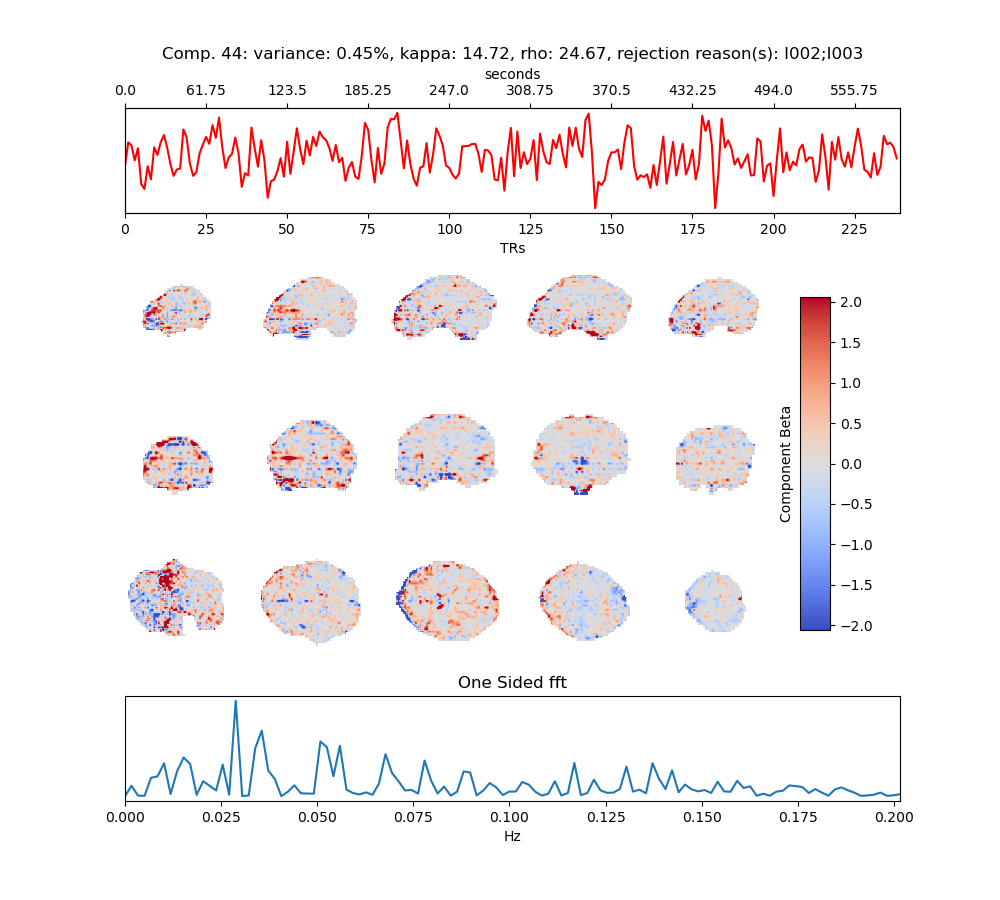 Comp. 44: variance: 0.45%, kappa: 14.72, rho: 24.67, rejection reason(s): I002;I003
seconds
0.0 61.75 123.5 185.25 247.0 308.75 370.5 432.25 494.0 555.75
0 25 50 75 100 125 150 175 200 225
TRs
2.0
1.5
1.0
0.5
0.0
−0.5
−1.0
−1.5
−2.0
Component Beta
One Sided fft
0.000 0.025 0.050 0.075 0.100 0.125 0.150 0.175 0.200
Hz